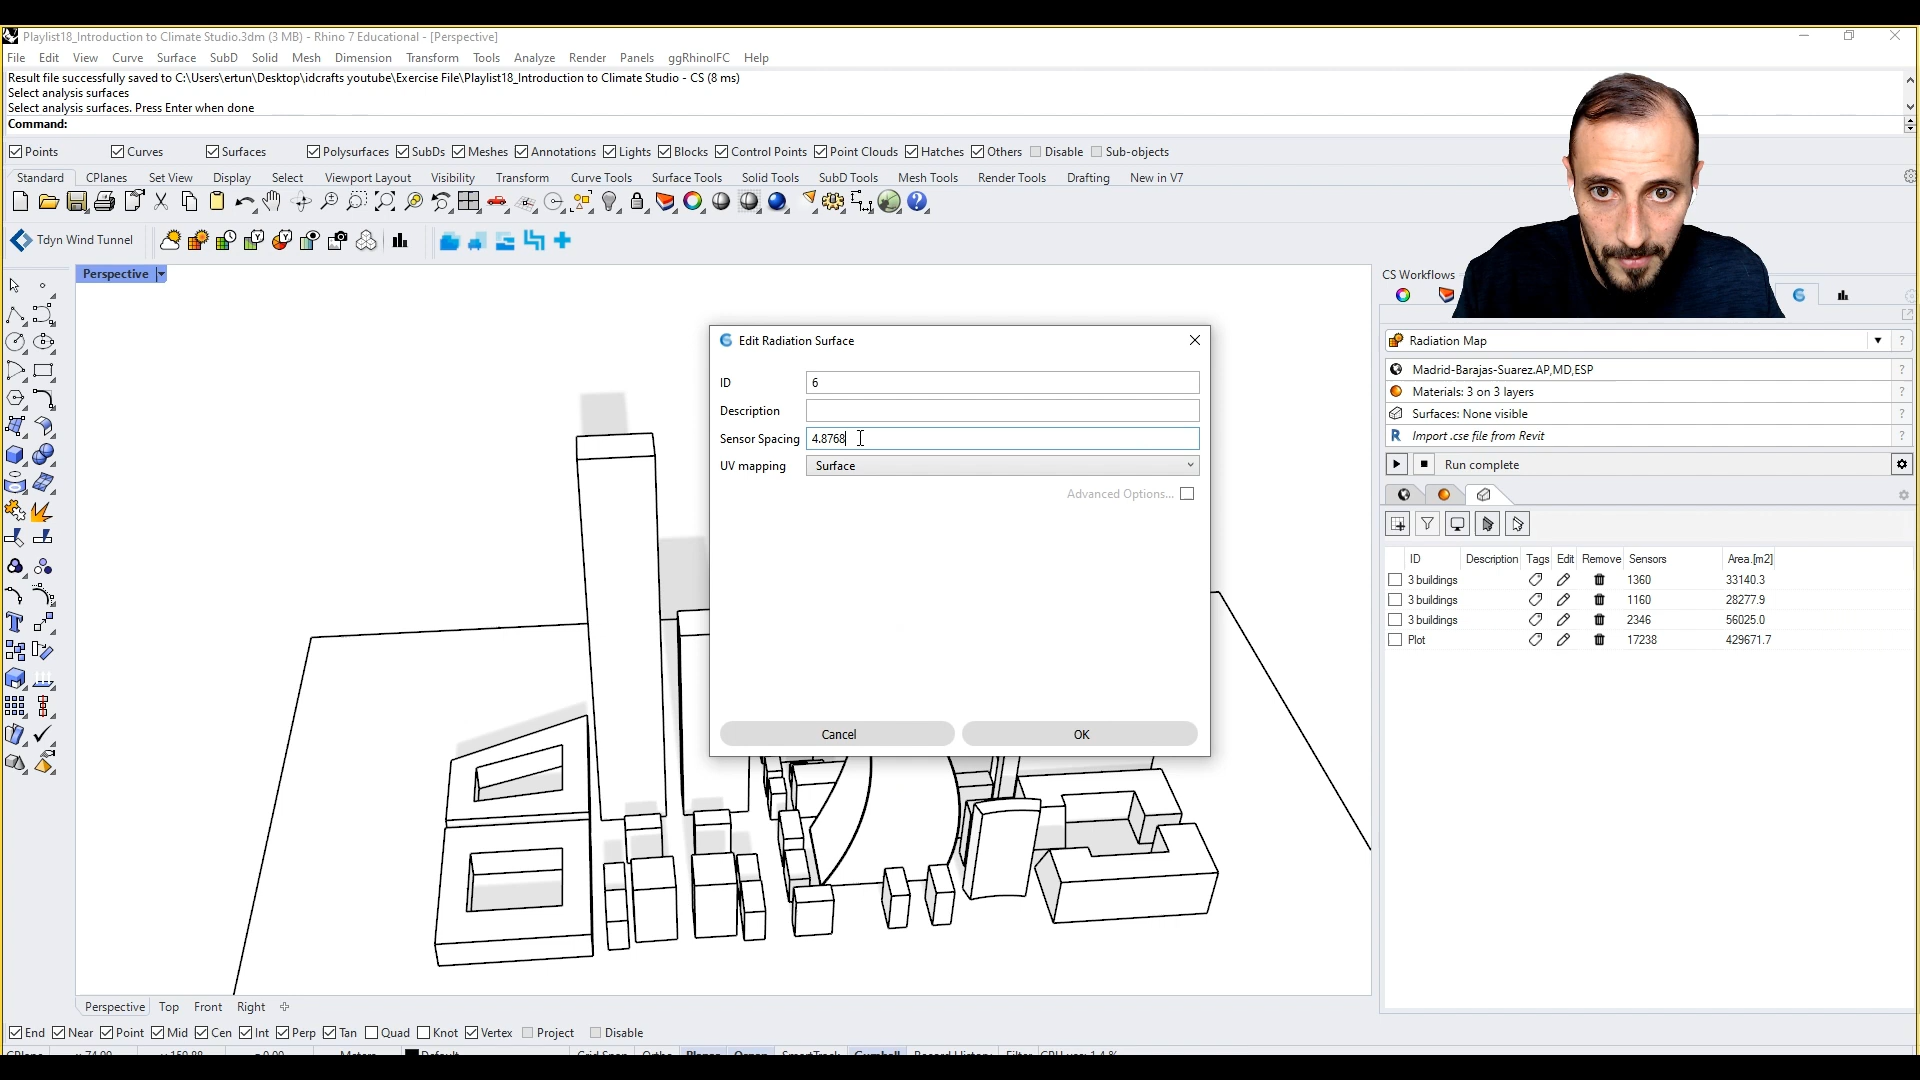 Playlist18_Introduction to Climate Studio.3dm (3 MB) - Rhino 7 Educational - [Perspective]
File Edit View Curve Surface SubD Solid Mesh Dimension Transform Tools Analyze Render Panels ggRhinoIFC Help
Result file successfully saved to C:\Users\ertun\Desktop\idcrafts youtube\Exercise File\Playlist18_Introduction to Climate Studio - CS (8 ms)
Select analysis surfaces
Select analysis surfaces. Press Enter when done
Command:
Points Curves Surfaces Polysurfaces SubDs Meshes Annotations Lights Blocks Control Points Point Clouds Hatches Others Disable Sub-objects
Standard CPlanes Set View Display Select Viewport Layout Visibility Transform Curve Tools Surface Tools Solid Tools SubD Tools Mesh Tools Render Tools Drafting New in V7
Tdyn Wind Tunnel
Perspective
CS Workflows
Radiation Map
Madrid-Barajas-Suarez.AP,MD,ESP
Materials: 3 on 3 layers
Surfaces: None visible
Import .cse file from Revit
Run complete
ID Description Tags Edit Remove Sensors Area [m2]
3 buildings 1360 33140.3
3 buildings 1160 28277.9
3 buildings 2346 56025.0
Plot 17238 429671.7
Edit Radiation Surface
ID 6
Description
Sensor Spacing 4.8768
UV mapping Surface
Advanced Options...
Cancel OK
Perspective Top Front Right
End Near Point Mid Cen Int Perp Tan Quad Knot Vertex Project Disable